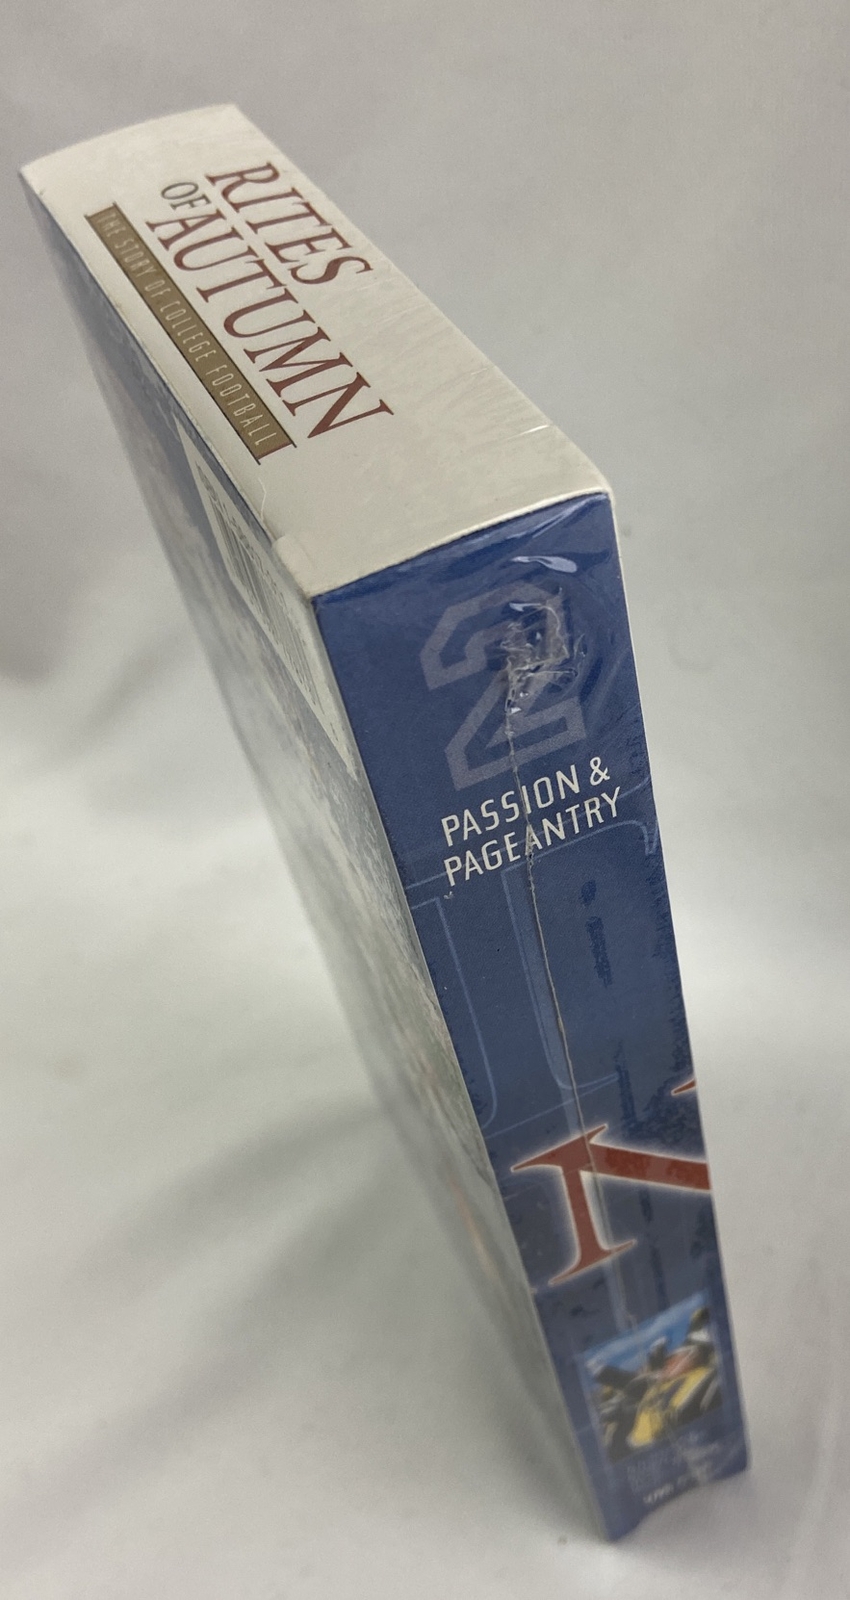 RITES
OF AUTUMN
THE STORY OF COLLEGE FOOTBALL
2
PASSION &
PAGEANTRY
N